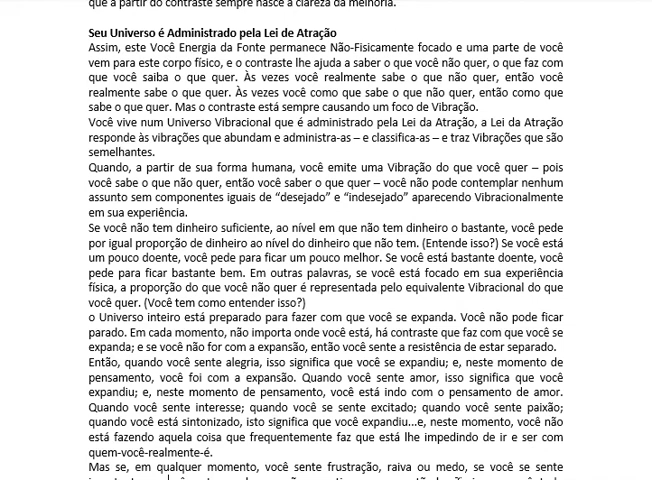 que a partir do contraste sempre nasce a clareza da melhoria.
Seu Universo é Administrado pela Lei de Atração
Assim, este Você Energia da Fonte permanece Não-Fisicamente focado e uma parte de você
vem para este corpo físico, e o contraste lhe ajuda a saber o que você não quer, o que faz com
que você saiba o que quer. Às vezes você realmente sabe o que não quer, então você
realmente sabe o que quer. Às vezes você como que sabe o que não quer, então como que
sabe o que quer. Mas o contraste está sempre causando um foco de Vibração.
Você vive num Universo Vibracional que é administrado pela Lei da Atração, a Lei da Atração
responde às vibrações que abundam e administra-as – e classifica-as – e traz Vibrações que são
semelhantes.
Quando, a partir de sua forma humana, você emite uma Vibração do que você quer – pois
você sabe o que não quer, então você saber o que quer – você não pode contemplar nenhum
assunto sem componentes iguais de “desejado” e “indesejado” aparecendo Vibracionalmente
em sua experiência.
Se você não tem dinheiro suficiente, ao nível em que não tem dinheiro o bastante, você pede
por igual proporção de dinheiro ao nível do dinheiro que não tem. (Entende isso?) Se você está
um pouco doente, você pede para ficar um pouco melhor. Se você está bastante doente, você
pede para ficar bastante bem. Em outras palavras, se você está focado em sua experiência
física, a proporção do que você não quer é representada pelo equivalente Vibracional do que
você quer. (Você tem como entender isso?)
o Universo inteiro está preparado para fazer com que você se expanda. Você não pode ficar
parado. Em cada momento, não importa onde você está, há contraste que faz com que você se
expanda; e se você não for com a expansão, então você sente a resistência de estar separado.
Então, quando você sente alegria, isso significa que você se expandiu; e, neste momento de
pensamento, você foi com a expansão. Quando você sente amor, isso significa que você
expandiu; e, neste momento de pensamento, você está indo com o pensamento de amor.
Quando você sente interesse; quando você se sente excitado; quando você sente paixão;
quando você está sintonizado, isto significa que você expandiu...e, neste momento, você não
está fazendo aquela coisa que frequentemente faz que está lhe impedindo de ir e ser com
quem-você-realmente-é.
Mas se, em qualquer momento, você sente frustração, raiva ou medo, se você se sente